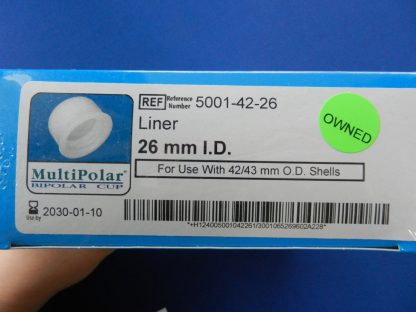 REF Reference Number 5001-42-26
Liner
26 mm I.D.
For Use With 42/43 mm O.D. Shells
OWNED
MultiPolar®
BIPOLAR CUP
Use by 2030-01-10
*+H124005001042261/3001065269602A228*